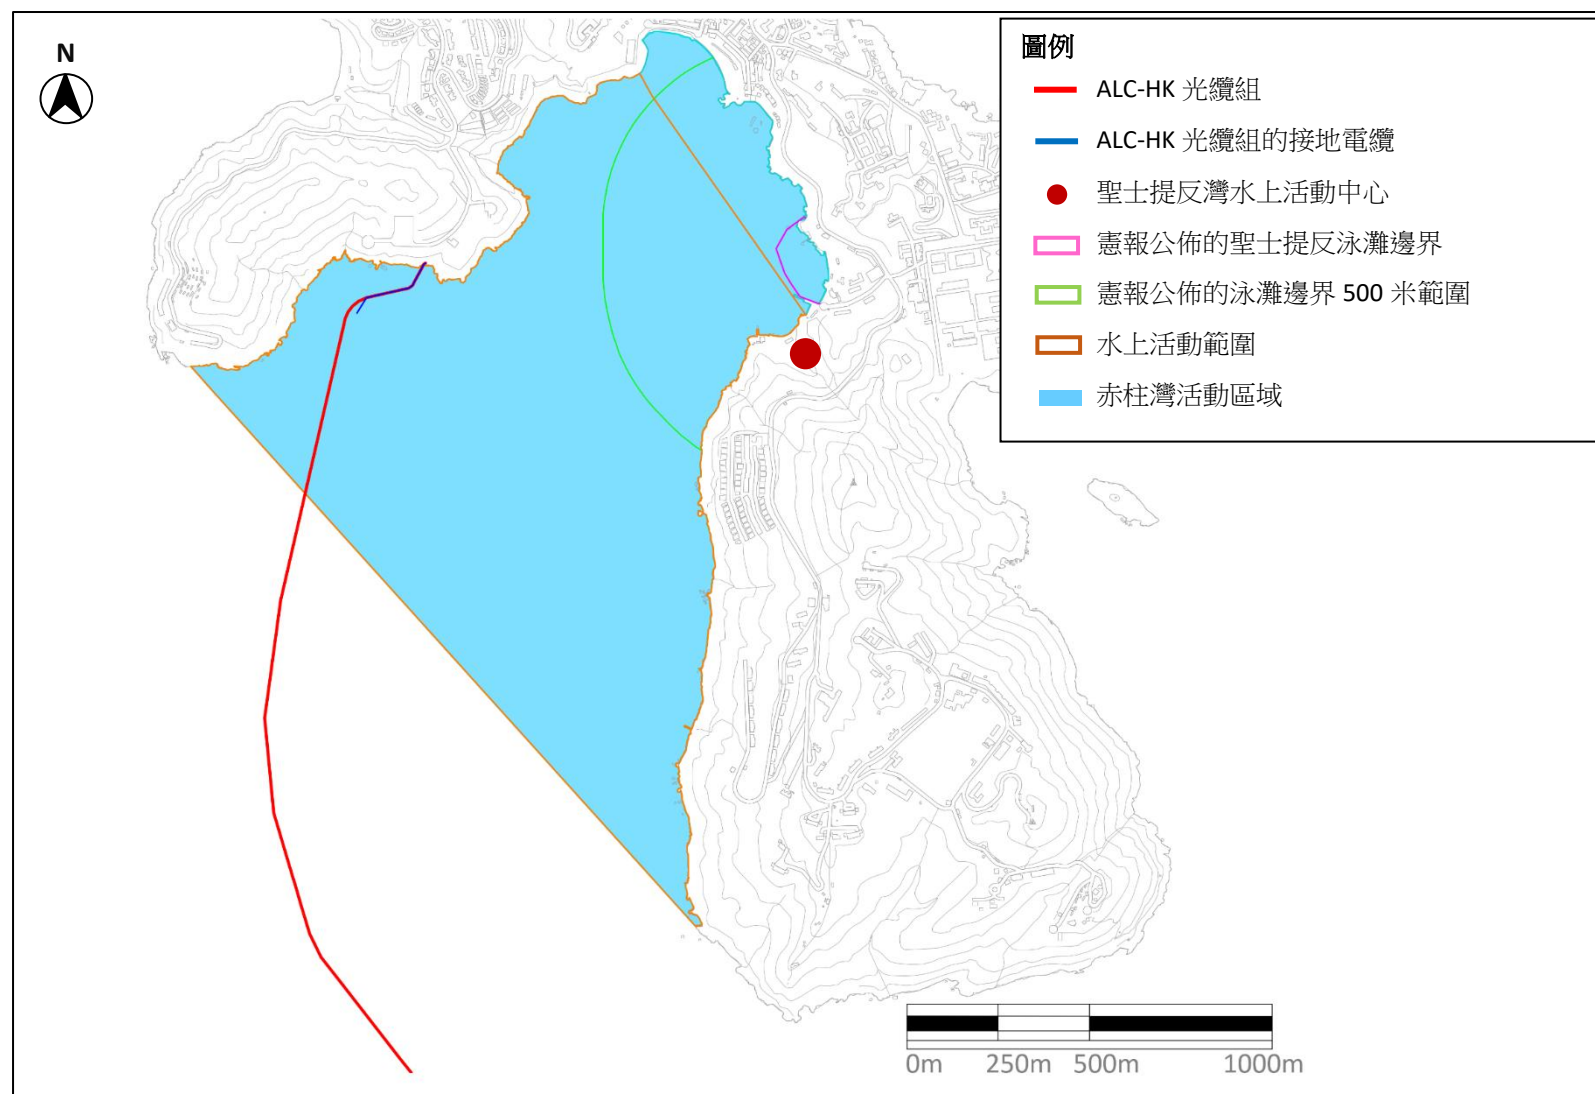 N
圖例
ALC-HK 光纜組
ALC-HK 光纜組的接地電纜
聖士提反灣水上活動中心
憲報公佈的聖士提反泳灘邊界
憲報公佈的泳灘邊界 500 米範圍
水上活動範圍
赤柱灣活動區域
0m 250m 500m 1000m